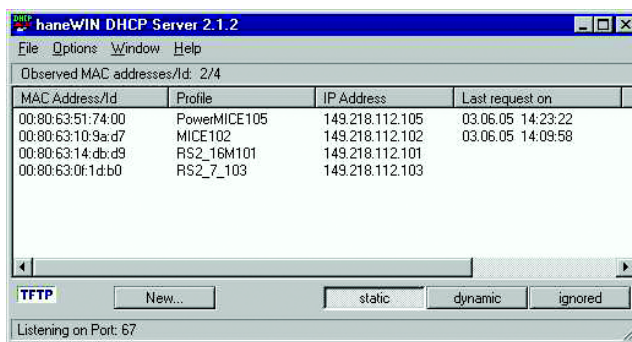 DHCP haneWIN DHCP Server 2.1.2
File Options Window Help
Observed MAC addresses/Id: 2/4
MAC Address/Id Profile IP Address Last request on
00:80:63:51:74:00 PowerMICE105 149.218.112.105 03.06.05 14:23:22
00:80:63:10:9a:d7 MICE102 149.218.112.102 03.06.05 14:09:58
00:80:63:14:db:d9 RS2_16M101 149.218.112.101
00:80:63:0f:1d:b0 RS2_7_103 149.218.112.103
TFTP New... static dynamic ignored
Listening on Port: 67